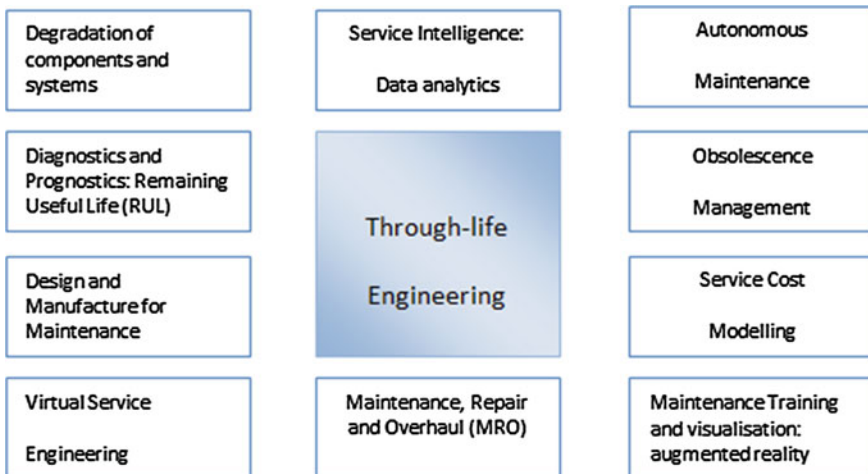 Degradation of
components and
systems
Service Intelligence:
Data analytics
Autonomous
Maintenance
Diagnostics and
Prognostics: Remaining
Useful Life (RUL)
Through-life
Engineering
Obsolescence
Management
Design and
Manufacture for
Maintenance
Service Cost
Modelling
Virtual Service
Engineering
Maintenance, Repair
and Overhaul (MRO)
Maintenance Training
and visualisation:
augmented reality